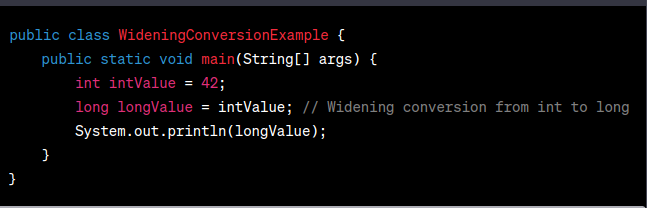 public class WideningConversionExample {
    public static void main(String[] args) {
        int intValue = 42;
        long longValue = intValue; // Widening conversion from int to long
        System.out.println(longValue);
    }
}